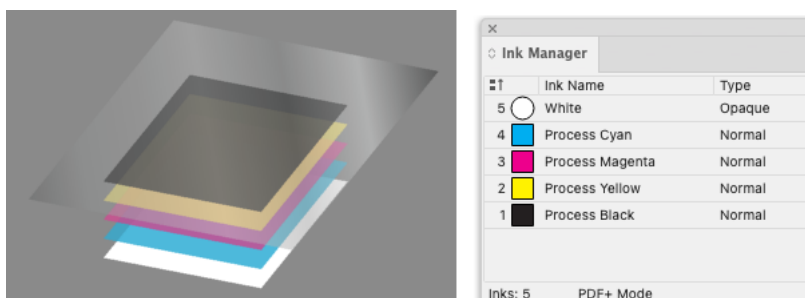 Ink Manager
Ink Name Type
5 White Opaque
4 Process Cyan Normal
3 Process Magenta Normal
2 Process Yellow Normal
1 Process Black Normal
Inks: 5 PDF+ Mode